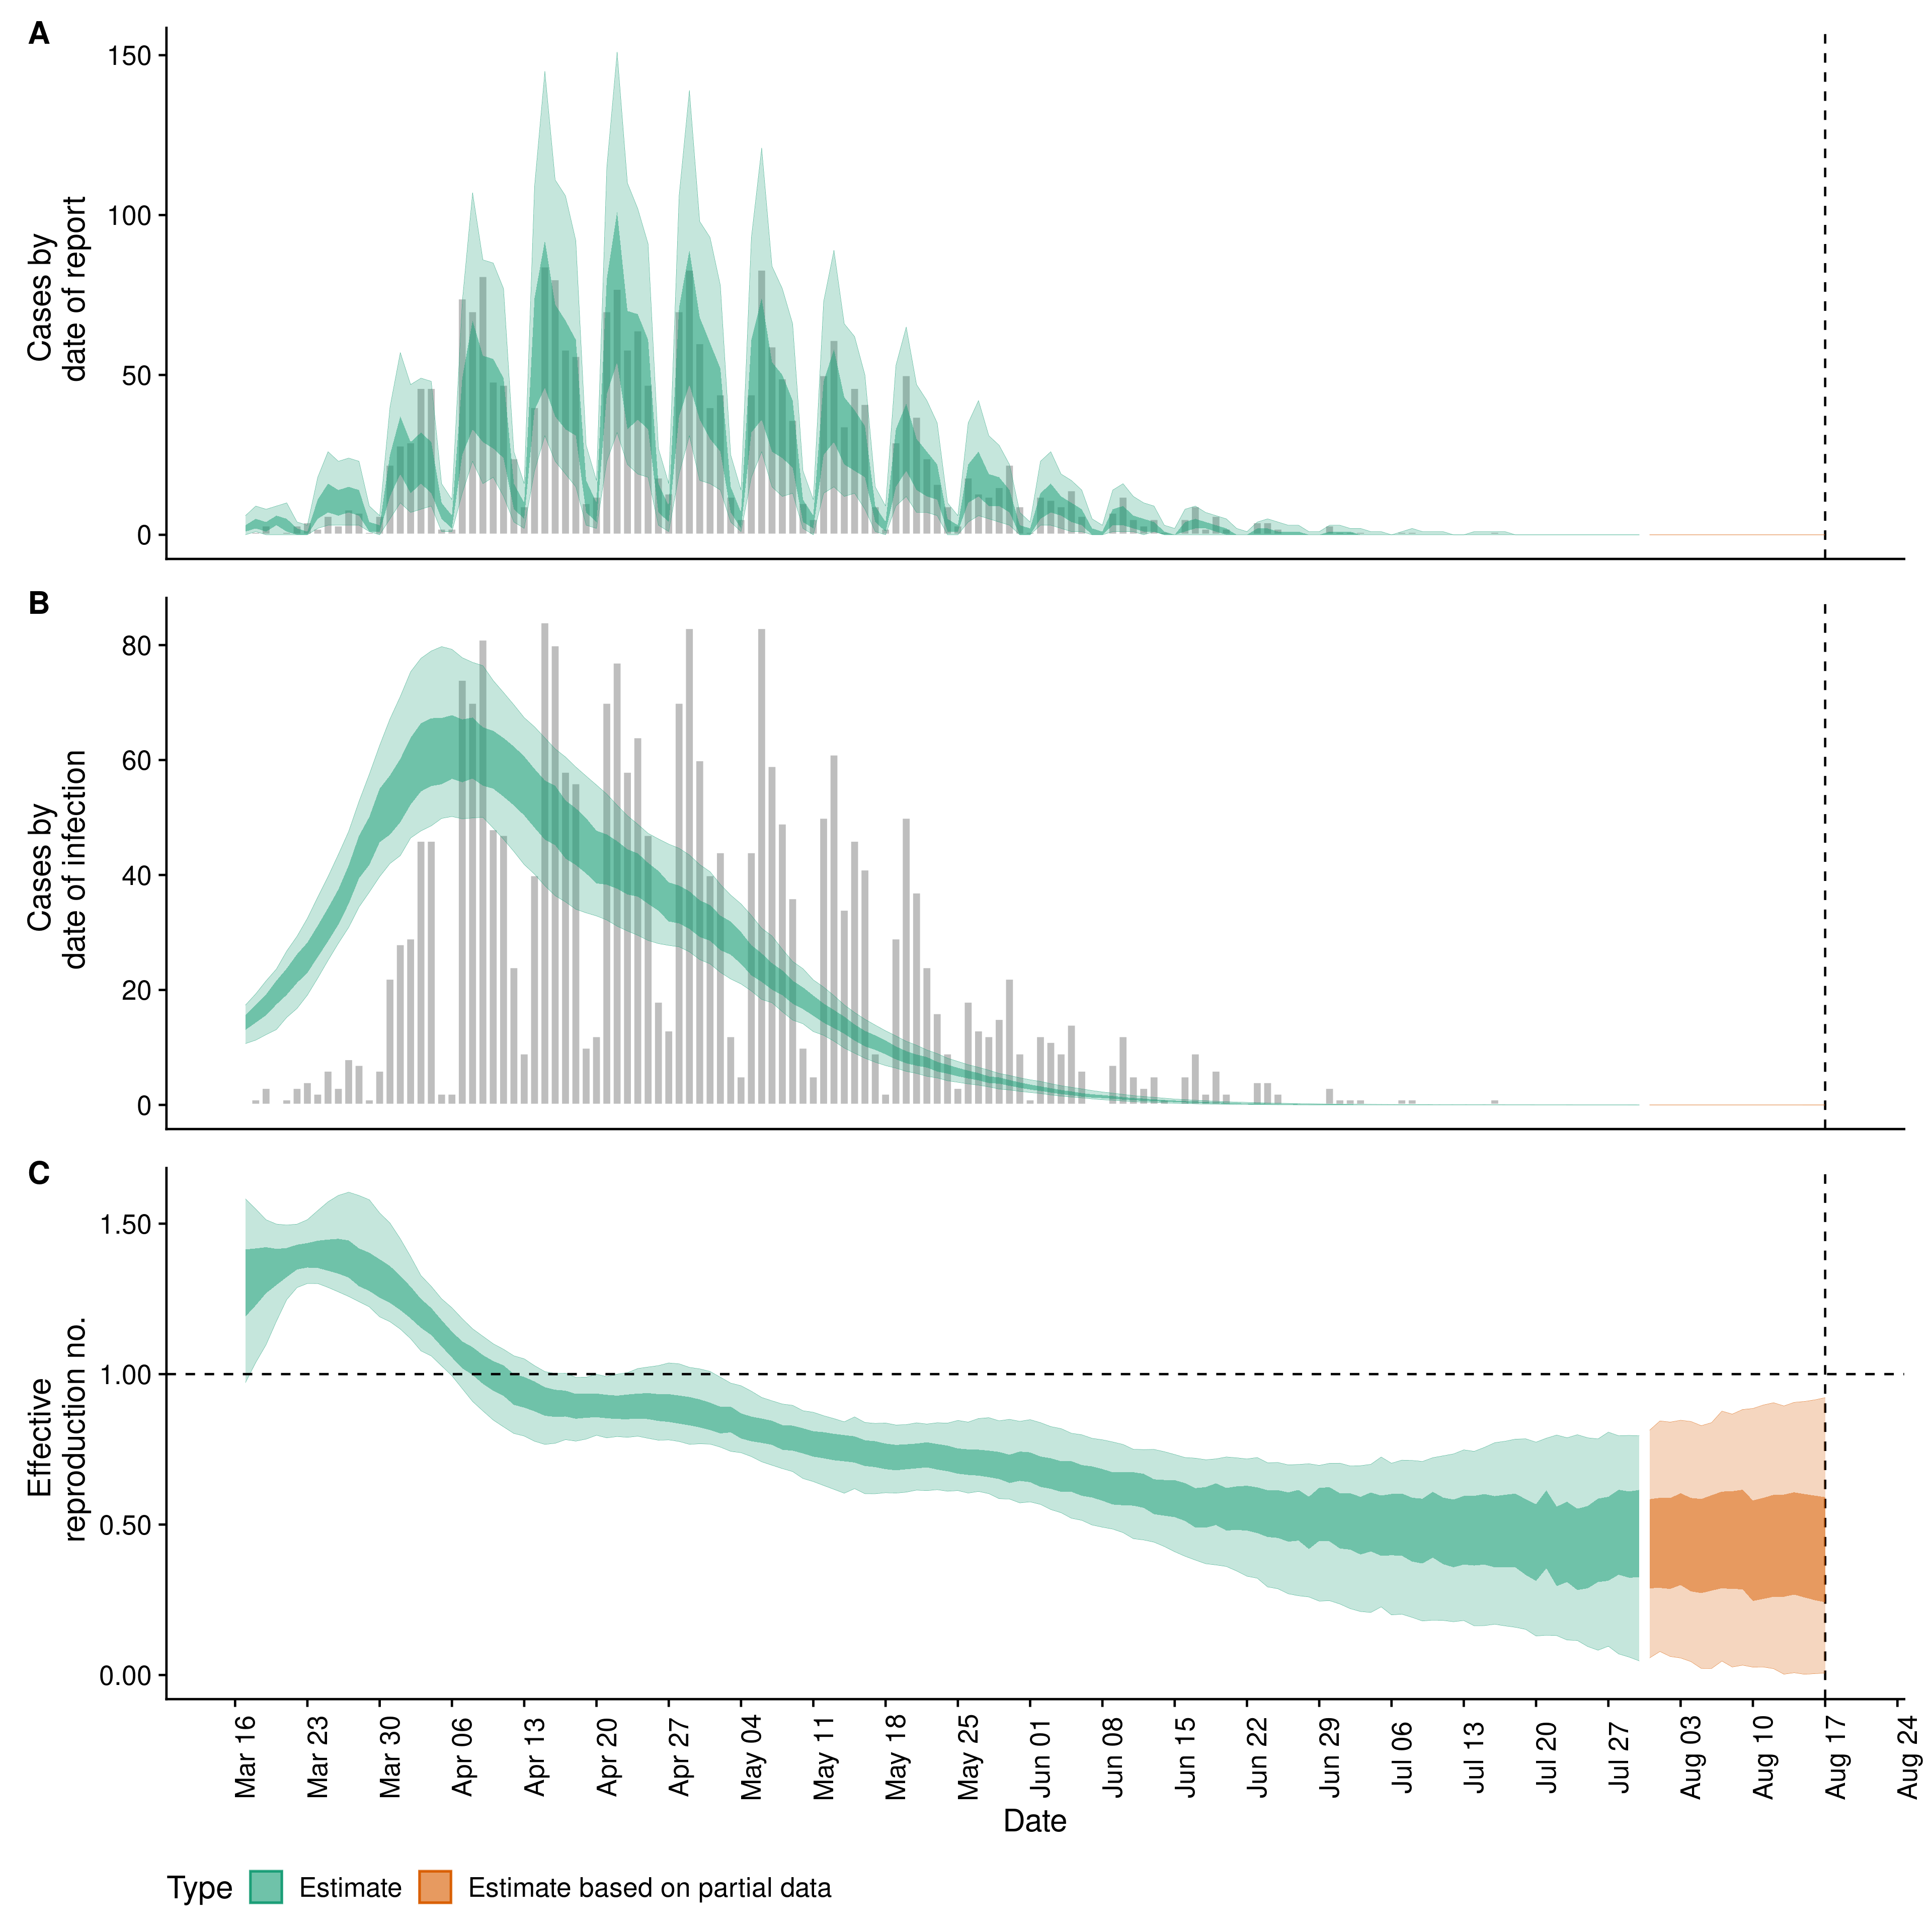 A
150
100
50
0
Cases by
date of report
B
80
60
40
20
0
Cases by
date of infection
C
1.50
1.00
0.50
0.00
Effective
reproduction no.
Mar 16
Mar 23
Mar 30
Apr 06
Apr 13
Apr 20
Apr 27
May 04
May 11
May 18
May 25
Jun 01
Jun 08
Jun 15
Jun 22
Jun 29
Jul 06
Jul 13
Jul 20
Jul 27
Aug 03
Aug 10
Aug 17
Aug 24
Date
Type Estimate Estimate based on partial data